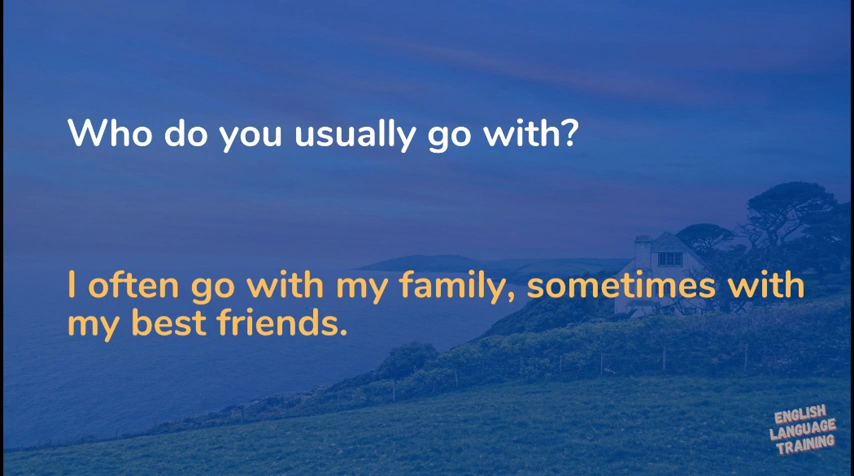 Who do you usually go with?
I often go with my family, sometimes with
my best friends.
ENGLISH
LANGUAGE
TRAINING